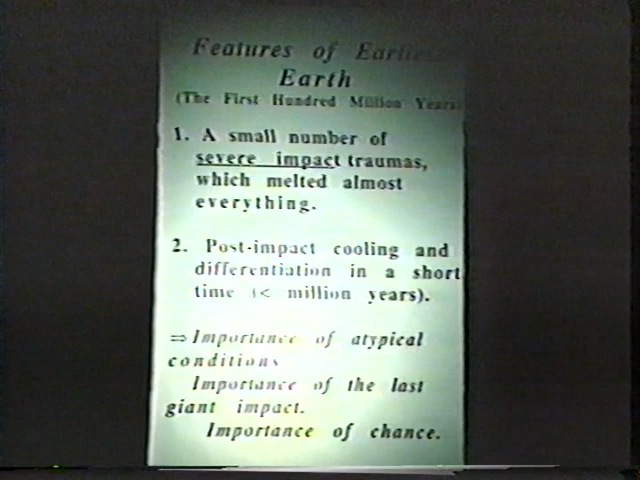 Features of Earliest
Earth
(The First Hundred Million Years)
1. A small number of
severe impact traumas,
which melted almost
everything.
2. Post-impact cooling and
differentiation in a short
time (< million years).
⇒ Importance of atypical
conditions
Importance of the last
giant impact.
Importance of chance.